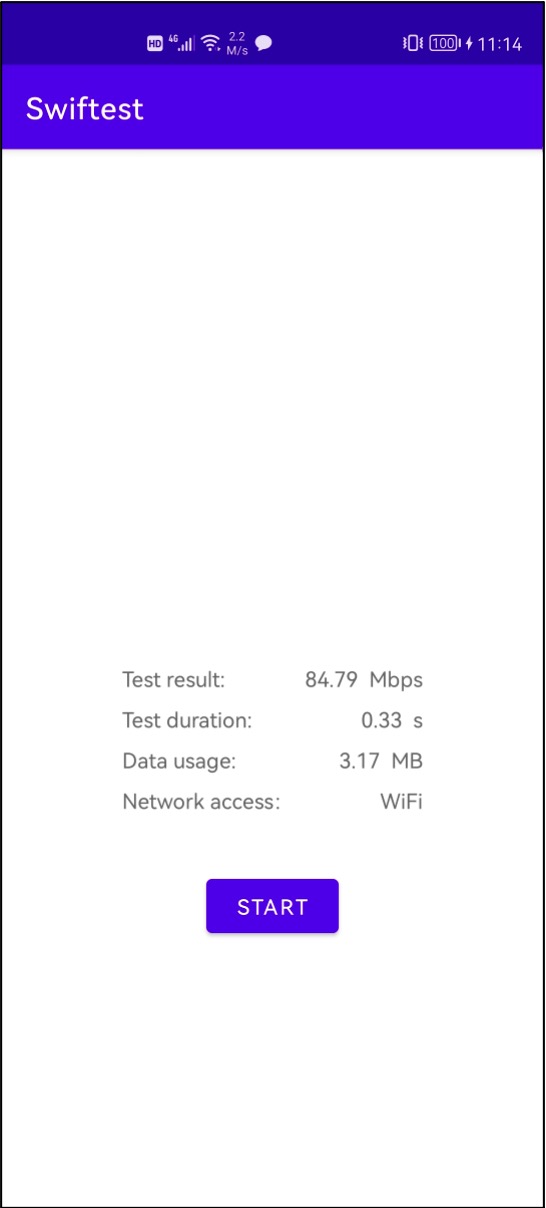 HD 4G 2.2 M/s 100 11:14
Swiftest
Test result: 84.79 Mbps
Test duration: 0.33 s
Data usage: 3.17 MB
Network access: WiFi
START